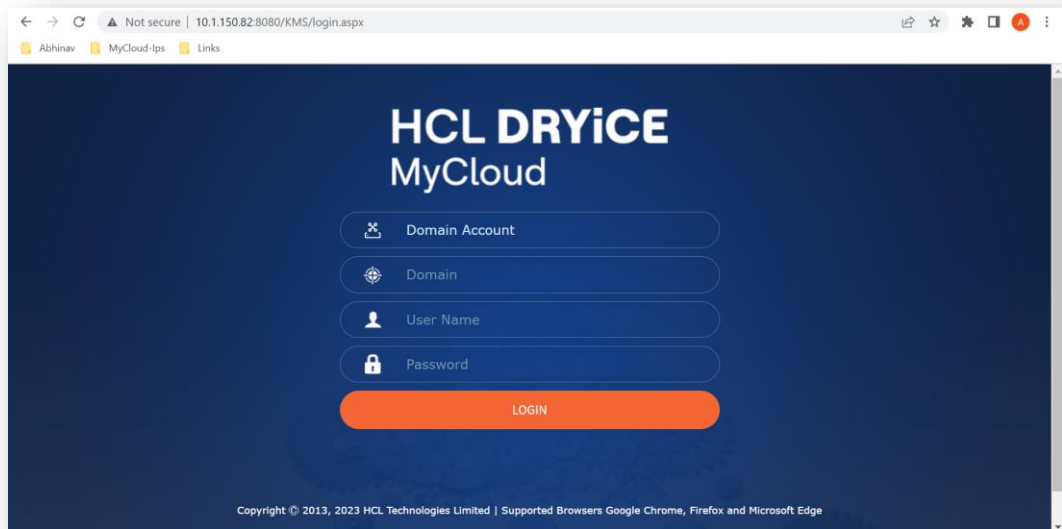 Not secure | 10.1.150.82:8080/KMS/login.aspx
A
Abhinav MyCloud-Ips Links
HCL DRYiCE
MyCloud
Domain Account
Domain
User Name
Password
LOGIN
Copyright © 2013, 2023 HCL Technologies Limited | Supported Browsers Google Chrome, Firefox and Microsoft Edge